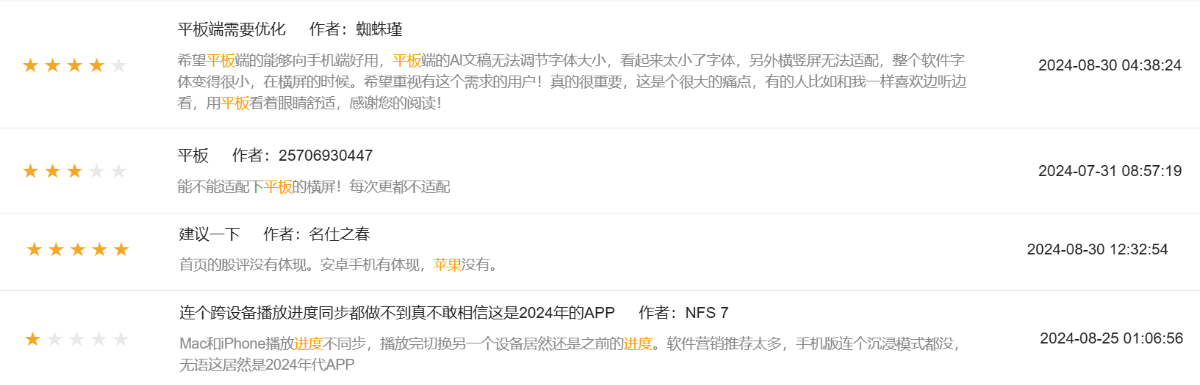 平板端需要优化 作者：蜘蛛瑾
希望平板端的能够向手机端好用，平板端的AI文稿无法调节字体大小，看起来太小了字体，另外横竖屏无法适配，整个软件字
体变得很小，在横屏的时候。希望重视有这个需求的用户！真的很重要，这是个很大的痛点，有的人比如和我一样喜欢边听边
看，用平板看着眼睛舒适，感谢您的阅读！
2024-08-30 04:38:24
平板 作者：25706930447
能不能适配下平板的横屏！每次更都不适配
2024-07-31 08:57:19
建议一下 作者：名仕之春
首页的股评没有体现。安卓手机有体现，苹果没有。
2024-08-30 12:32:54
连个跨设备播放进度同步都做不到真不敢相信这是2024年的APP 作者：NFS 7
Mac和iPhone播放进度不同步，播放完切换另一个设备居然还是之前的进度。软件营销推荐太多，手机版连个沉浸模式都没，
无语这居然是2024年代APP
2024-08-25 01:06:56